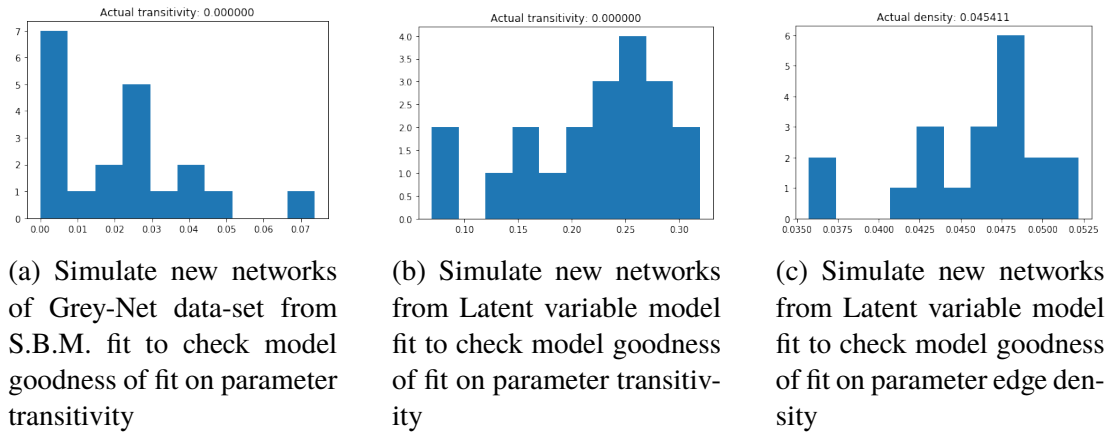 Actual transitivity: 0.000000
7
6
5
4
3
2
1
0
0.00 0.01 0.02 0.03 0.04 0.05 0.06 0.07
(a) Simulate new networks
of Grey-Net data-set from
S.B.M. fit to check model
goodness of fit on parameter
transitivity
Actual transitivity: 0.000000
4.0
3.5
3.0
2.5
2.0
1.5
1.0
0.5
0.0
0.10 0.15 0.20 0.25 0.30
(b) Simulate new networks
from Latent variable model
fit to check model goodness
of fit on parameter transitiv-
ity
Actual density: 0.045411
6
5
4
3
2
1
0
0.0350 0.0375 0.0400 0.0425 0.0450 0.0475 0.0500 0.0525
(c) Simulate new networks
from Latent variable model
fit to check model goodness
of fit on parameter edge den-
sity